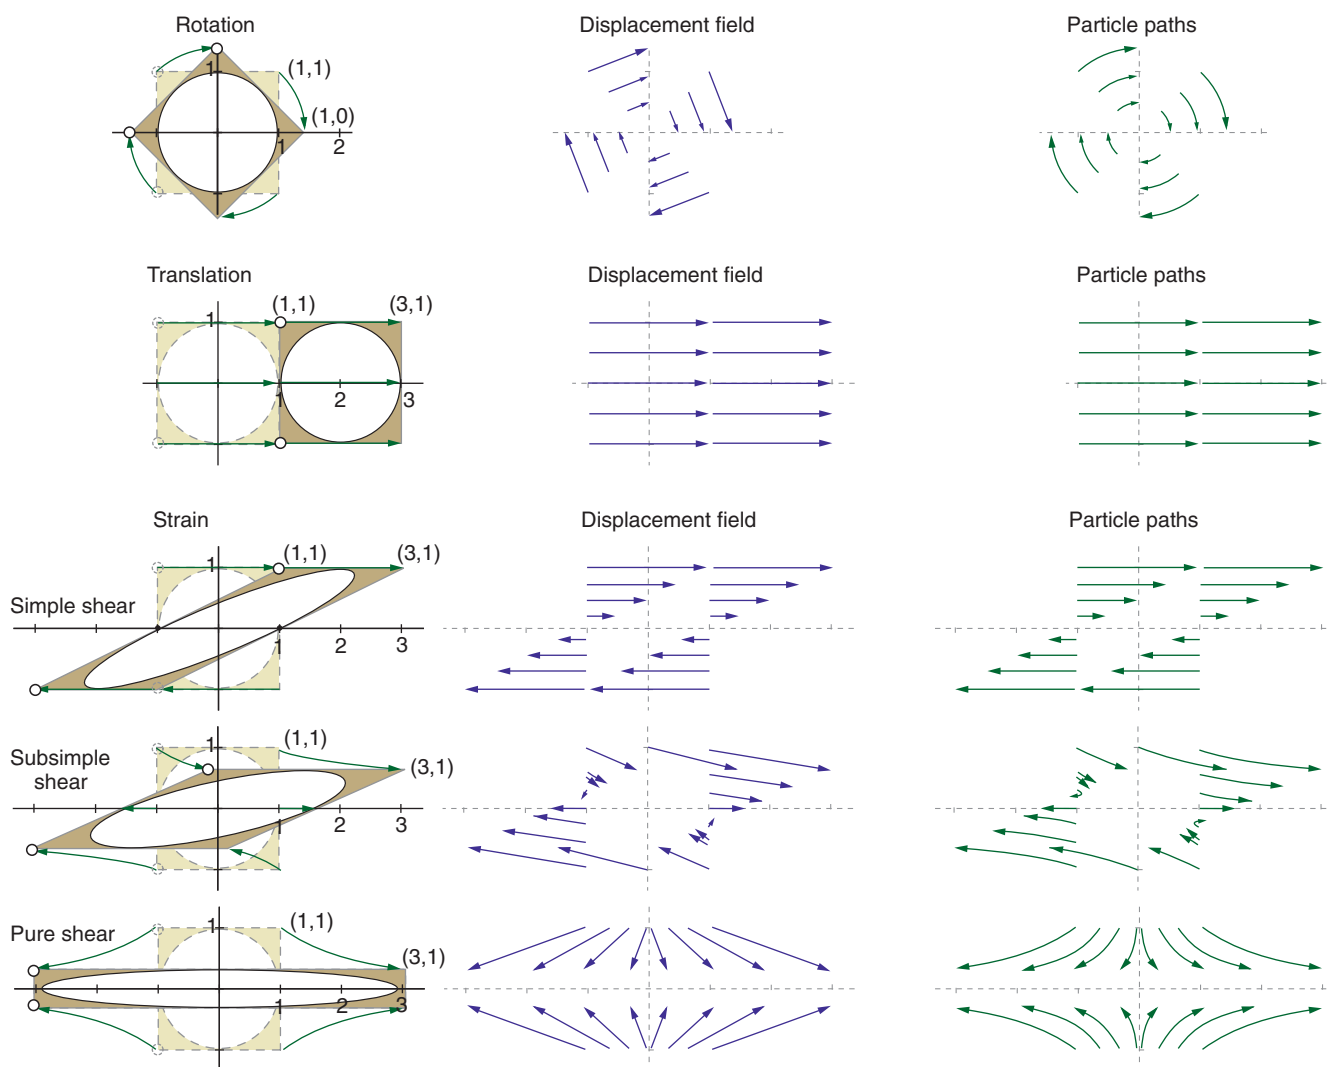 Rotation
Displacement field
Particle paths
1
(1,1)
(1,0)
1
2
Translation
Displacement field
Particle paths
(1,1)
(3,1)
1
1
2
3
Strain
Displacement field
Particle paths
1
(1,1)
(3,1)
Simple shear
1
2
3
Subsimple
shear
1
(1,1)
(3,1)
1
2
3
Pure shear
1
(1,1)
(3,1)
1
2
3